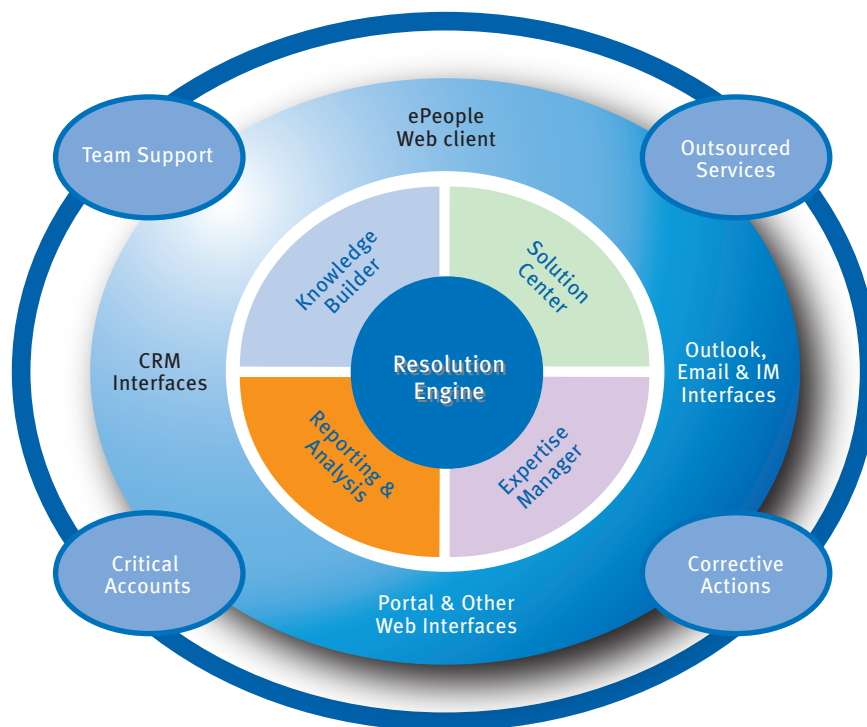 ePeople
Web client
Team Support
Outsourced
Services
Knowledge
Builder
Solution
Center
CRM
Interfaces
Resolution
Engine
Outlook,
Email & IM
Interfaces
Reporting &
Analysis
Expertise
Manager
Critical
Accounts
Portal & Other
Web Interfaces
Corrective
Actions